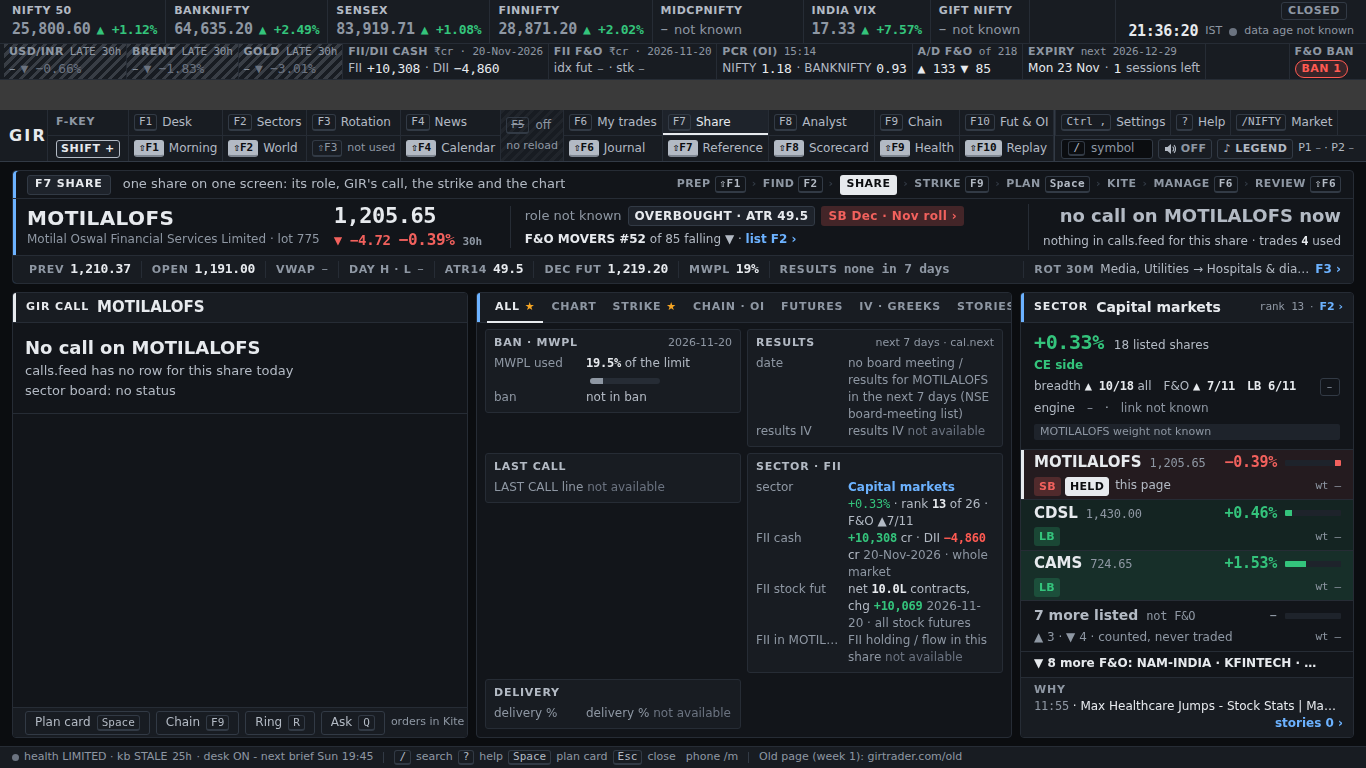 NIFTY 50 BANKNIFTY SENSEX FINNIFTY MIDCPNIFTY INDIA VIX GIFT NIFTY CLOSED
25,800.60 ▲ +1.12% 64,635.20 ▲ +2.49% 83,919.71 ▲ +1.08% 28,871.20 ▲ +2.02% – not known 17.33 ▲ +7.57% – not known 21:36:20 IST data age not known
USD/INR LATE 30h BRENT LATE 30h GOLD LATE 30h FII/DII CASH ₹cr · 20-Nov-2026 FII F&O ₹cr · 2026-11-20 PCR (OI) 15:14 A/D F&O of 218 EXPIRY next 2026-12-29 F&O BAN
– ▼ −0.66% – ▼ −1.83% – ▼ −3.01% FII +10,308 · DII −4,860 idx fut – · stk – NIFTY 1.18 · BANKNIFTY 0.93 ▲ 133 ▼ 85 Mon 23 Nov · 1 sessions left BAN 1
GIR F-KEY F1 Desk F2 Sectors F3 Rotation F4 News F5 off F6 My trades F7 Share F8 Analyst F9 Chain F10 Fut & OI Ctrl , Settings ? Help /NIFTY Market
SHIFT + ⇧F1 Morning ⇧F2 World ⇧F3 not used ⇧F4 Calendar no reload ⇧F6 Journal ⇧F7 Reference ⇧F8 Scorecard ⇧F9 Health ⇧F10 Replay / symbol OFF ♪ LEGEND P1 – · P2 –
F7 SHARE one share on one screen: its role, GIR's call, the strike and the chart PREP ⇧F1 › FIND F2 › SHARE › STRIKE F9 › PLAN Space › KITE › MANAGE F6 › REVIEW ⇧F6
MOTILALOFS 1,205.65 role not known OVERBOUGHT · ATR 49.5 SB Dec · Nov roll › no call on MOTILALOFS now
Motilal Oswal Financial Services Limited · lot 775 ▼ −4.72 −0.39% 30h F&O MOVERS #52 of 85 falling ▼ · list F2 › nothing in calls.feed for this share · trades 4 used
PREV 1,210.37 OPEN 1,191.00 VWAP – DAY H · L – ATR14 49.5 DEC FUT 1,219.20 MWPL 19% RESULTS none in 7 days ROT 30M Media, Utilities → Hospitals & dia… F3 ›
GIR CALL MOTILALOFS
No call on MOTILALOFS
calls.feed has no row for this share today
sector board: no status
Plan card Space Chain F9 Ring R Ask Q orders in Kite
ALL ★ CHART STRIKE ★ CHAIN · OI FUTURES IV · GREEKS STORIES
BAN · MWPL 2026-11-20
MWPL used 19.5% of the limit
ban not in ban
RESULTS next 7 days · cal.next
date no board meeting /
results for MOTILALOFS
in the next 7 days (NSE
board-meeting list)
results IV results IV not available
LAST CALL
LAST CALL line not available
SECTOR · FII
sector Capital markets
+0.33% · rank 13 of 26 ·
F&O ▲7/11
FII cash +10,308 cr · DII −4,860
cr 20-Nov-2026 · whole
market
FII stock fut net 10.0L contracts,
chg +10,069 2026-11-
20 · all stock futures
FII in MOTIL… FII holding / flow in this
share not available
DELIVERY
delivery % delivery % not available
SECTOR Capital markets rank 13 · F2 ›
+0.33% 18 listed shares
CE side
breadth ▲ 10/18 all F&O ▲ 7/11 LB 6/11 –
engine – · link not known
MOTILALOFS weight not known
MOTILALOFS 1,205.65 −0.39%
SB HELD this page wt –
CDSL 1,430.00 +0.46%
LB wt –
CAMS 724.65 +1.53%
LB wt –
7 more listed not F&O –
▲ 3 · ▼ 4 · counted, never traded wt –
▼ 8 more F&O: NAM-INDIA · KFINTECH · …
WHY
11:55 · Max Healthcare Jumps - Stock Stats | Ma…
stories 0 ›
health LIMITED · kb STALE 25h · desk ON - next brief Sun 19:45 / search ? help Space plan card Esc close phone /m Old page (week 1): girtrader.com/old